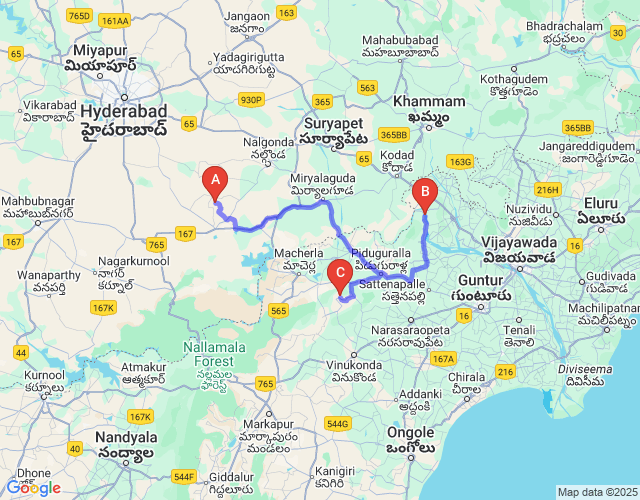 765D
161AA
Jangaon
జనగాం
163
Bhadrachalam
భద్రాచలం
30
Miyapur
మియాపూర్
65
Yadagirigutta
యాదగిరిగుట్ట
Mahabubabad
మహబూబాబాద్
563
Kothagudem
కొత్తగూడెం
Vikarabad
వికారాబాద్
Hyderabad
హైదరాబాద్
930P
365
Khammam
ఖమ్మం
65
Suryapet
సూర్యాపేట
365BB
365BB
Nalgonda
నల్గొండ
65
Kodad
కోదాడ
163G
Jangareddigudem
జంగారెడ్డిగూడెం
A
Miryalaguda
మిర్యాలగూడ
B
216H
Mahbubnagar
మహబూబ్‌నగర్
Nuzividu
నూజివీడు
Eluru
ఏలూరు
167
167
765
16
Vijayawada
విజయవాడ
Macherla
మాచెర్ల
Piduguralla
పిడుగురాళ్ల
Nagarkurnool
నాగర్
కర్నూల్
Wanaparthy
వనపర్తి
C
Sattenapalle
సత్తెనపల్లి
Guntur
గుంటూరు
Gudivada
గుడివాడ
167K
565
Machilipatnam
మచిలీపట్నం
Narasaraopeta
నరసరావుపేట
16
Tenali
తెనాలి
44
Nallamala
Forest
నల్లమల
ఫారెస్ట్
Atmakur
ఆత్మకూర్
Vinukonda
వినుకొండ
167A
Kurnool
కర్నూలు
765
Addanki
అద్దంకి
Chirala
చీరాల
216
Diviseema
దివిసీమ
167K
Markapur
మార్కాపురం
మండలం
544G
Nandyala
నంద్యాల
Ongole
ఒంగోలు
40
Dhone
544F
Giddalur
గిద్దలూరు
Kanigiri
కనిగిరి
Google
Map data ©2025